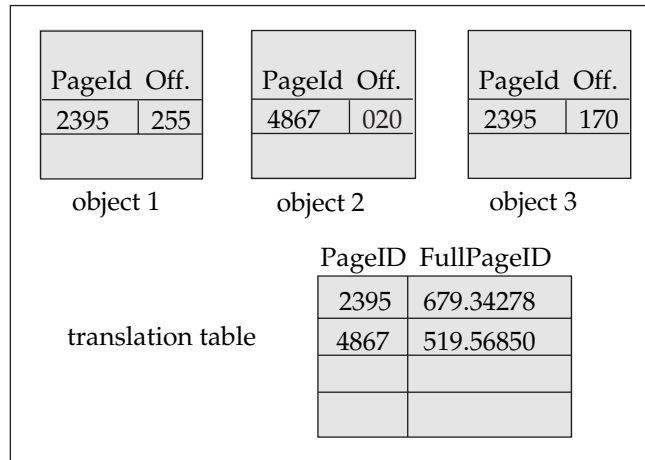 PageId Off.
2395 255
object 1
PageId Off.
4867 020
object 2
PageId Off.
2395 170
object 3
translation table
PageID FullPageID
2395 679.34278
4867 519.56850